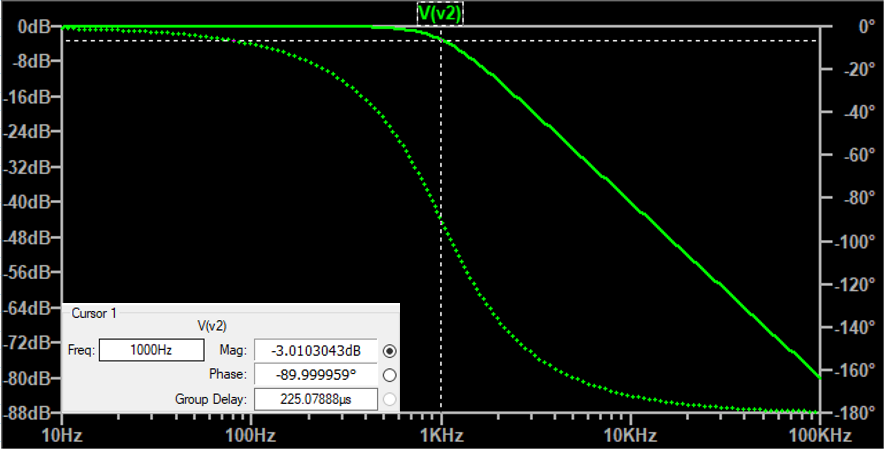 V(v2)
0dB 0°
-8dB -20°
-16dB -40°
-24dB -60°
-32dB -80°
-40dB -100°
-48dB -120°
-56dB -140°
-64dB -160°
-72dB -180°
-80dB
-88dB
Cursor 1
V(v2)
Freq: 1000Hz Mag: -3.0103043dB
Phase: -89.999959°
Group Delay: 225.07888µs
10Hz 100Hz 1KHz 10KHz 100KHz